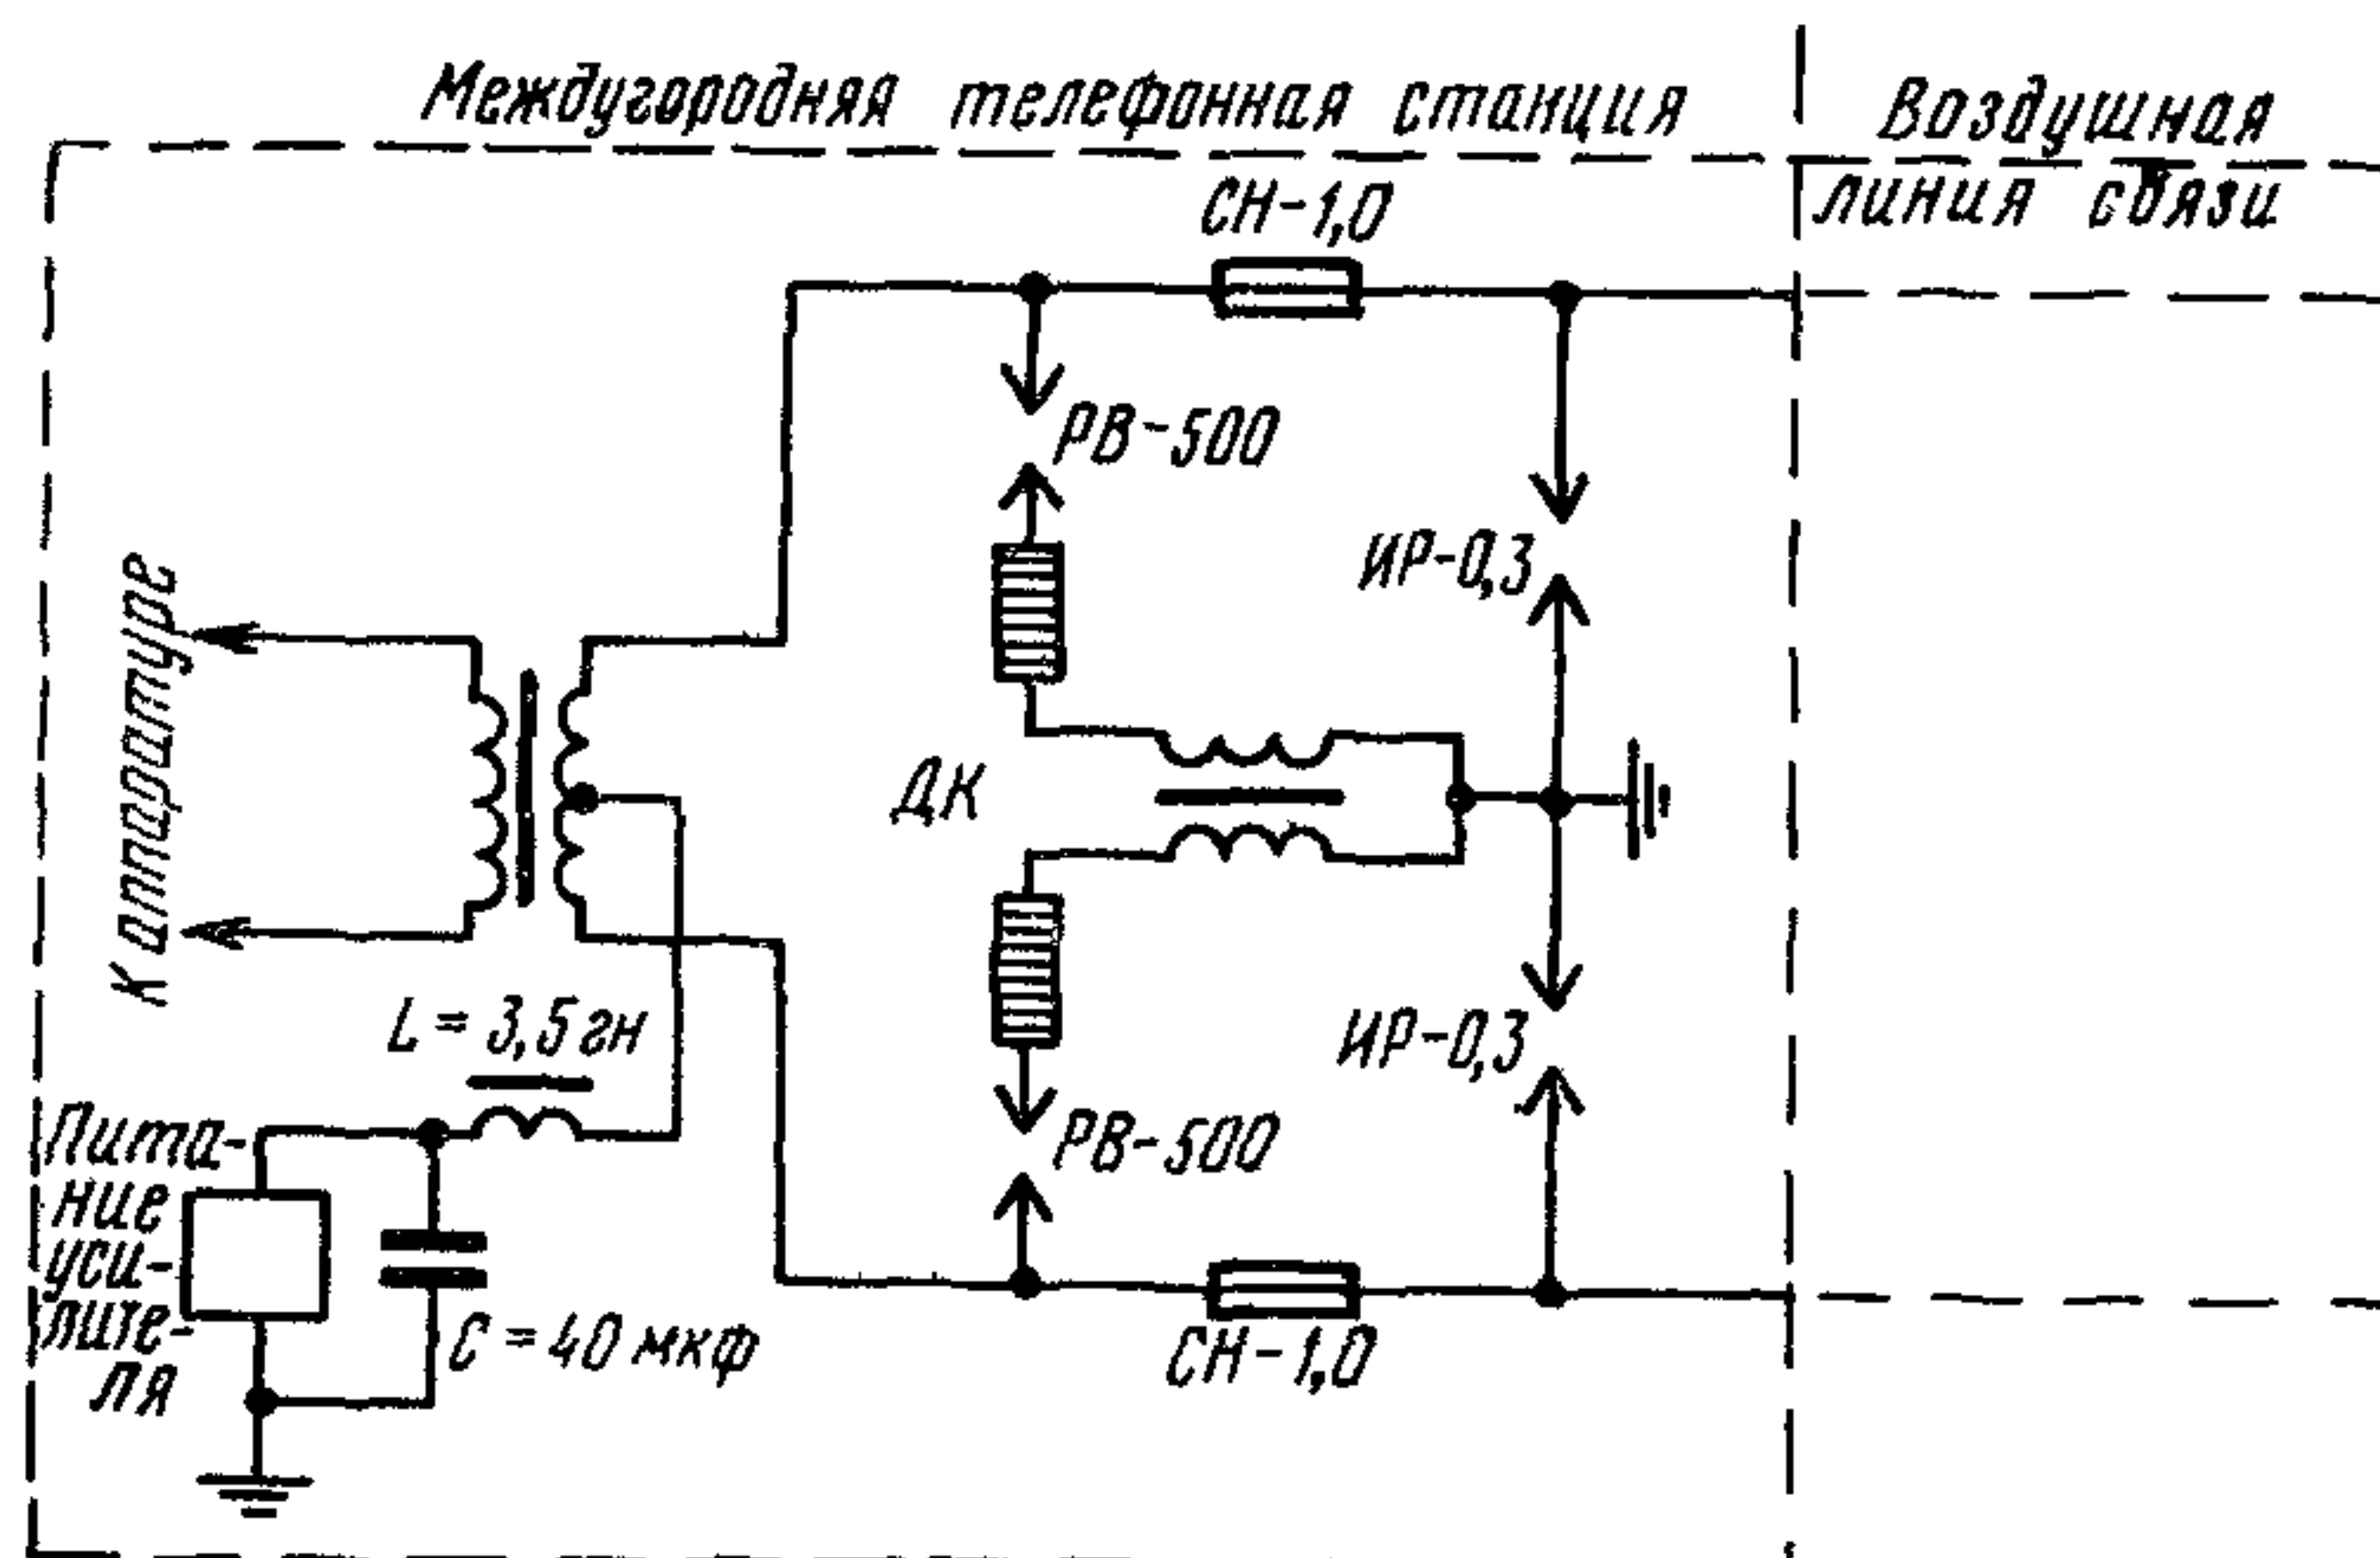 Междугородняя телефонная станция
Воздушная
линия связи
СН-1,0
РВ-500
ИР-0,3
К аппаратуре
ДК
L = 3,5 гн
ИР-0,3
Пита-
ние
уси-
лите-
ля
РВ-500
С = 40 мкф
СН-1,0